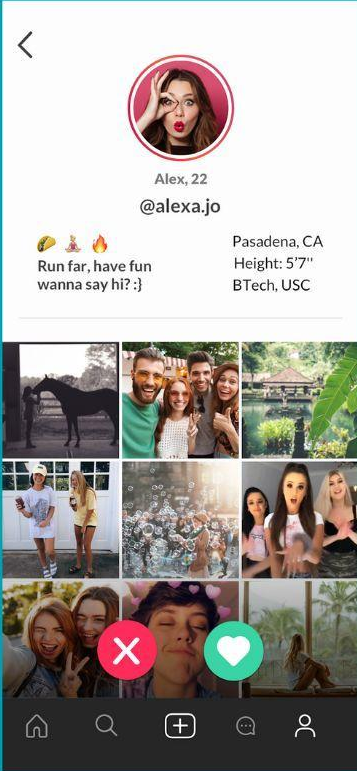 Alex, 22
@alexa.jo
🌮 🧘🏼‍♀️ 🔥
Run far, have fun
wanna say hi? :}
Pasadena, CA
Height: 5'7"
BTech, USC